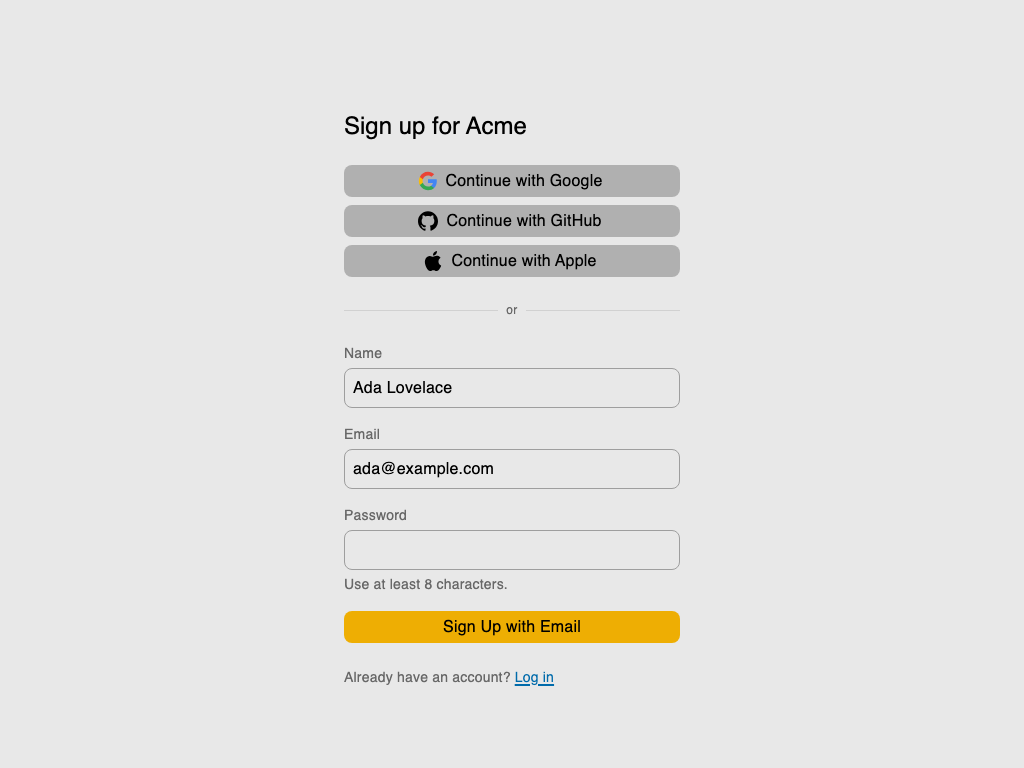 Sign up for Acme
Continue with Google
Continue with GitHub
Continue with Apple
or
Name
Ada Lovelace
Email
ada@example.com
Password
Use at least 8 characters.
Sign Up with Email
Already have an account? Log in